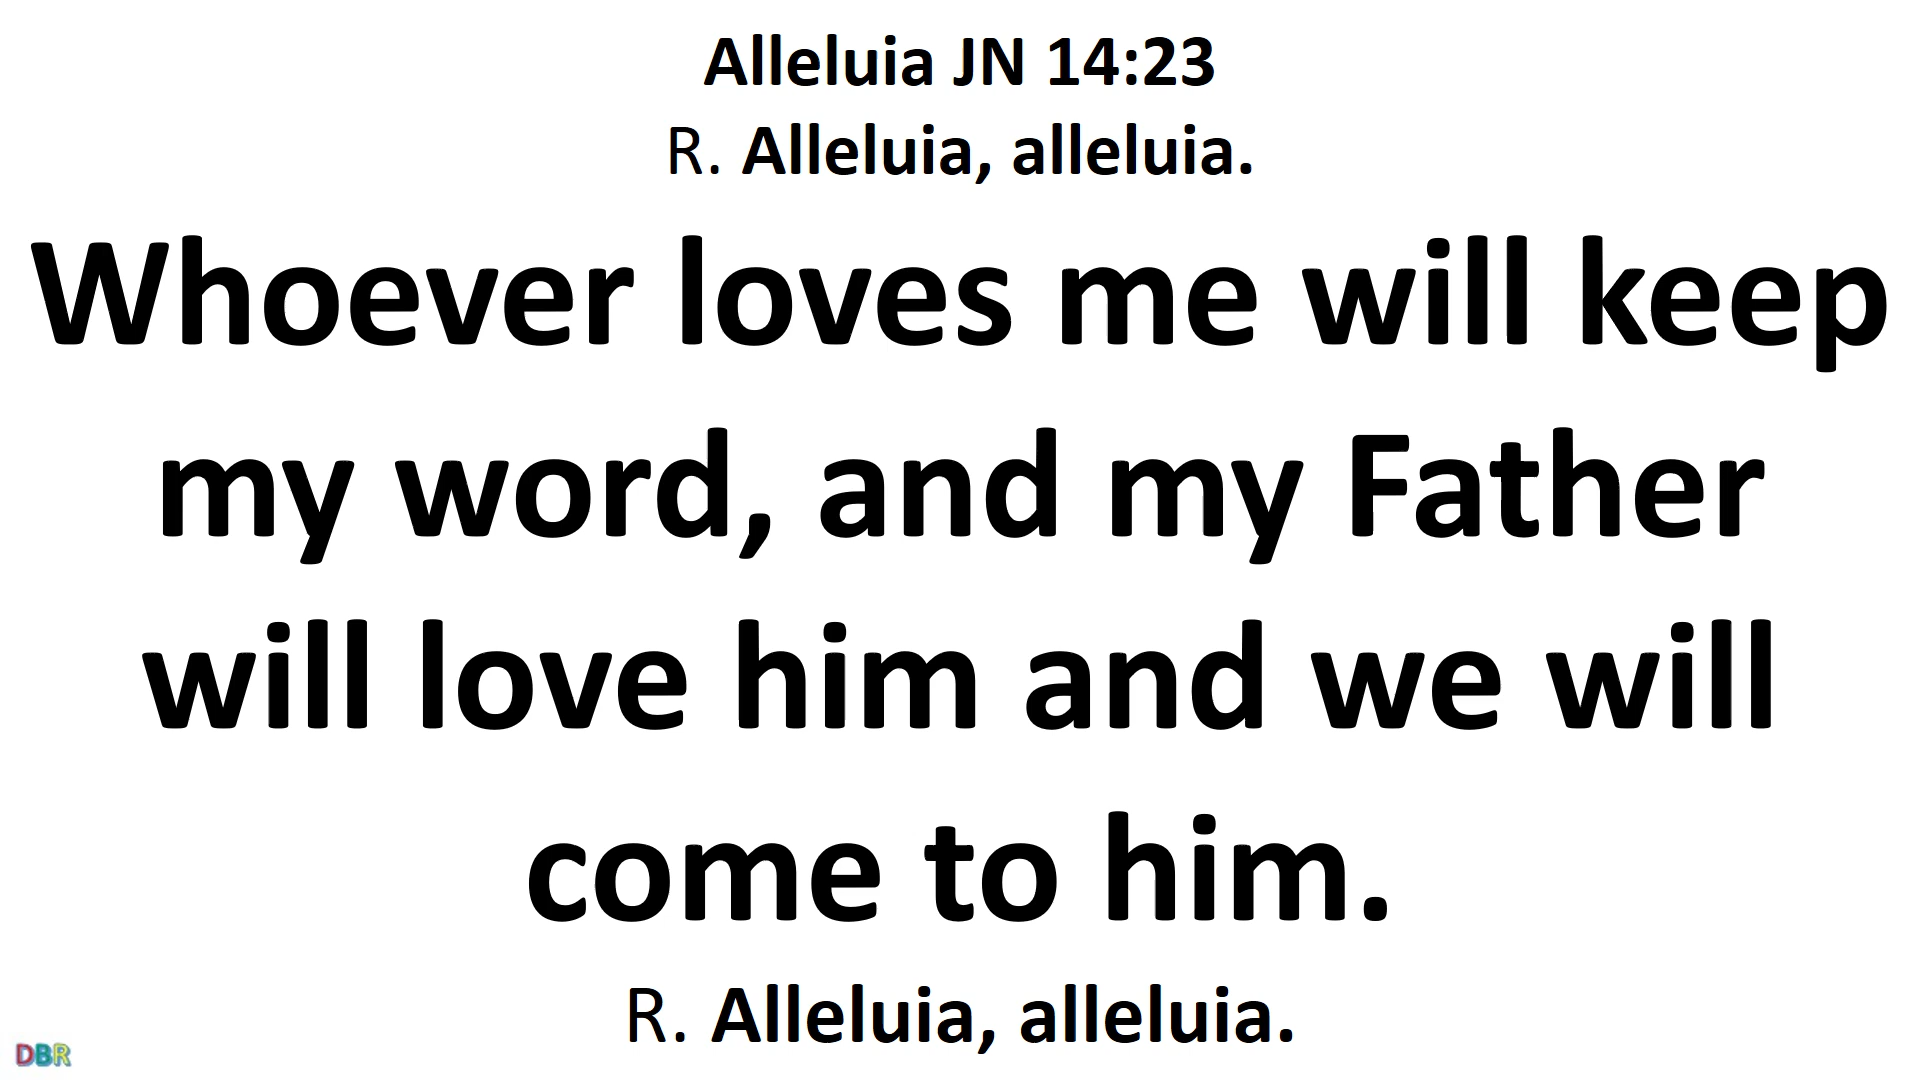 Alleluia JN 14:23
R. Alleluia, alleluia.
Whoever loves me will keep
my word, and my Father
will love him and we will
come to him.
R. Alleluia, alleluia.
DBR